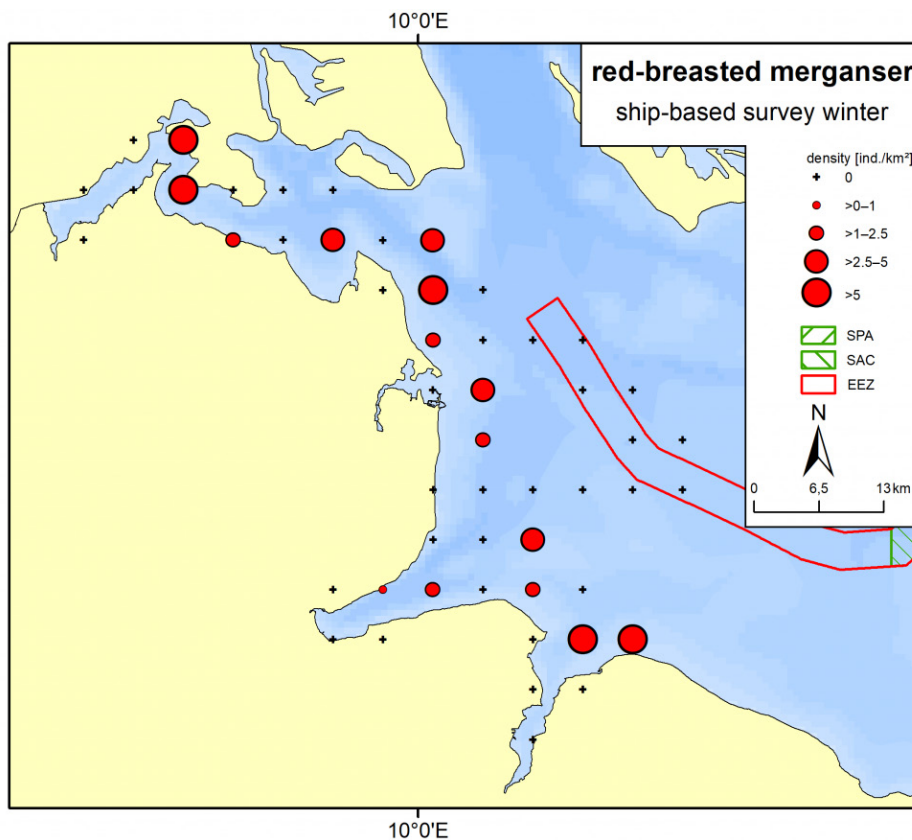 10°0'E
red-breasted merganser
ship-based survey winter
density [ind./km²]
0
>0–1
>1–2.5
>2.5–5
>5
SPA
SAC
EEZ
N
0 6,5 13 km
10°0'E